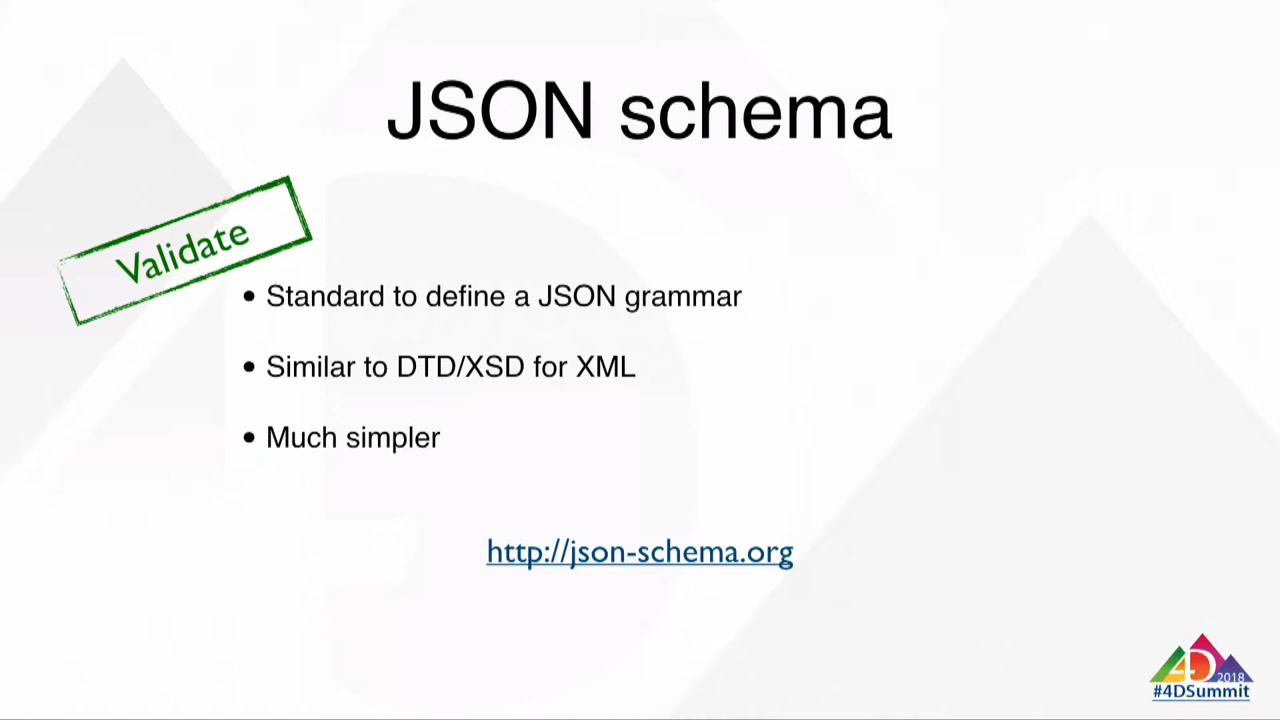 JSON schema
Validate
• Standard to define a JSON grammar
• Similar to DTD/XSD for XML
• Much simpler
http://json-schema.org
4D
2018
#4DSummit